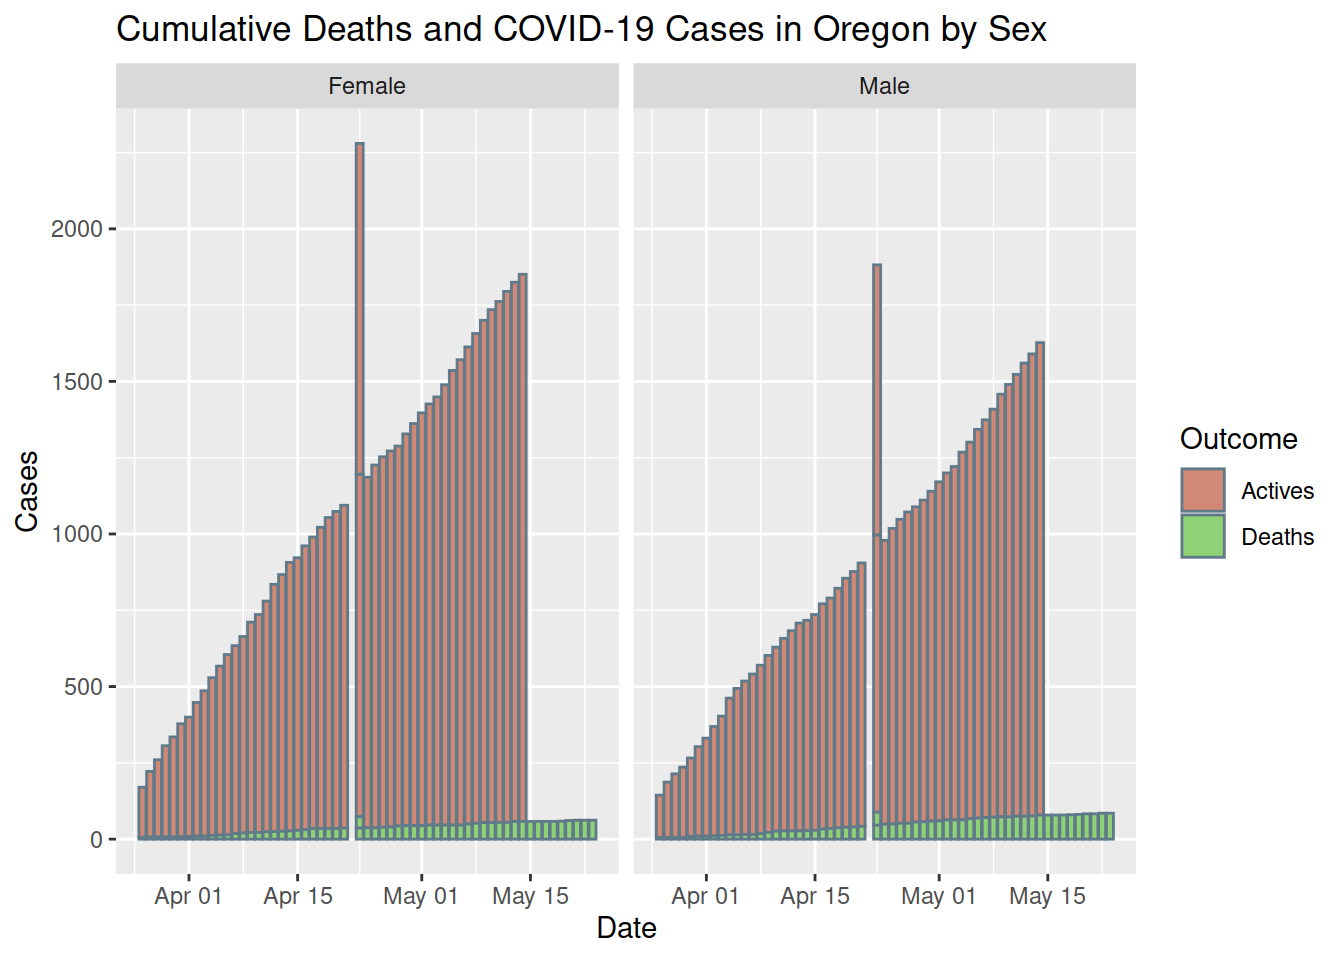 Cumulative Deaths and COVID-19 Cases in Oregon by Sex
Female
Male
Cases
2000
1500
1000
500
0
Apr 01
Apr 15
May 01
May 15
Apr 01
Apr 15
May 01
May 15
Date
Outcome
Actives
Deaths